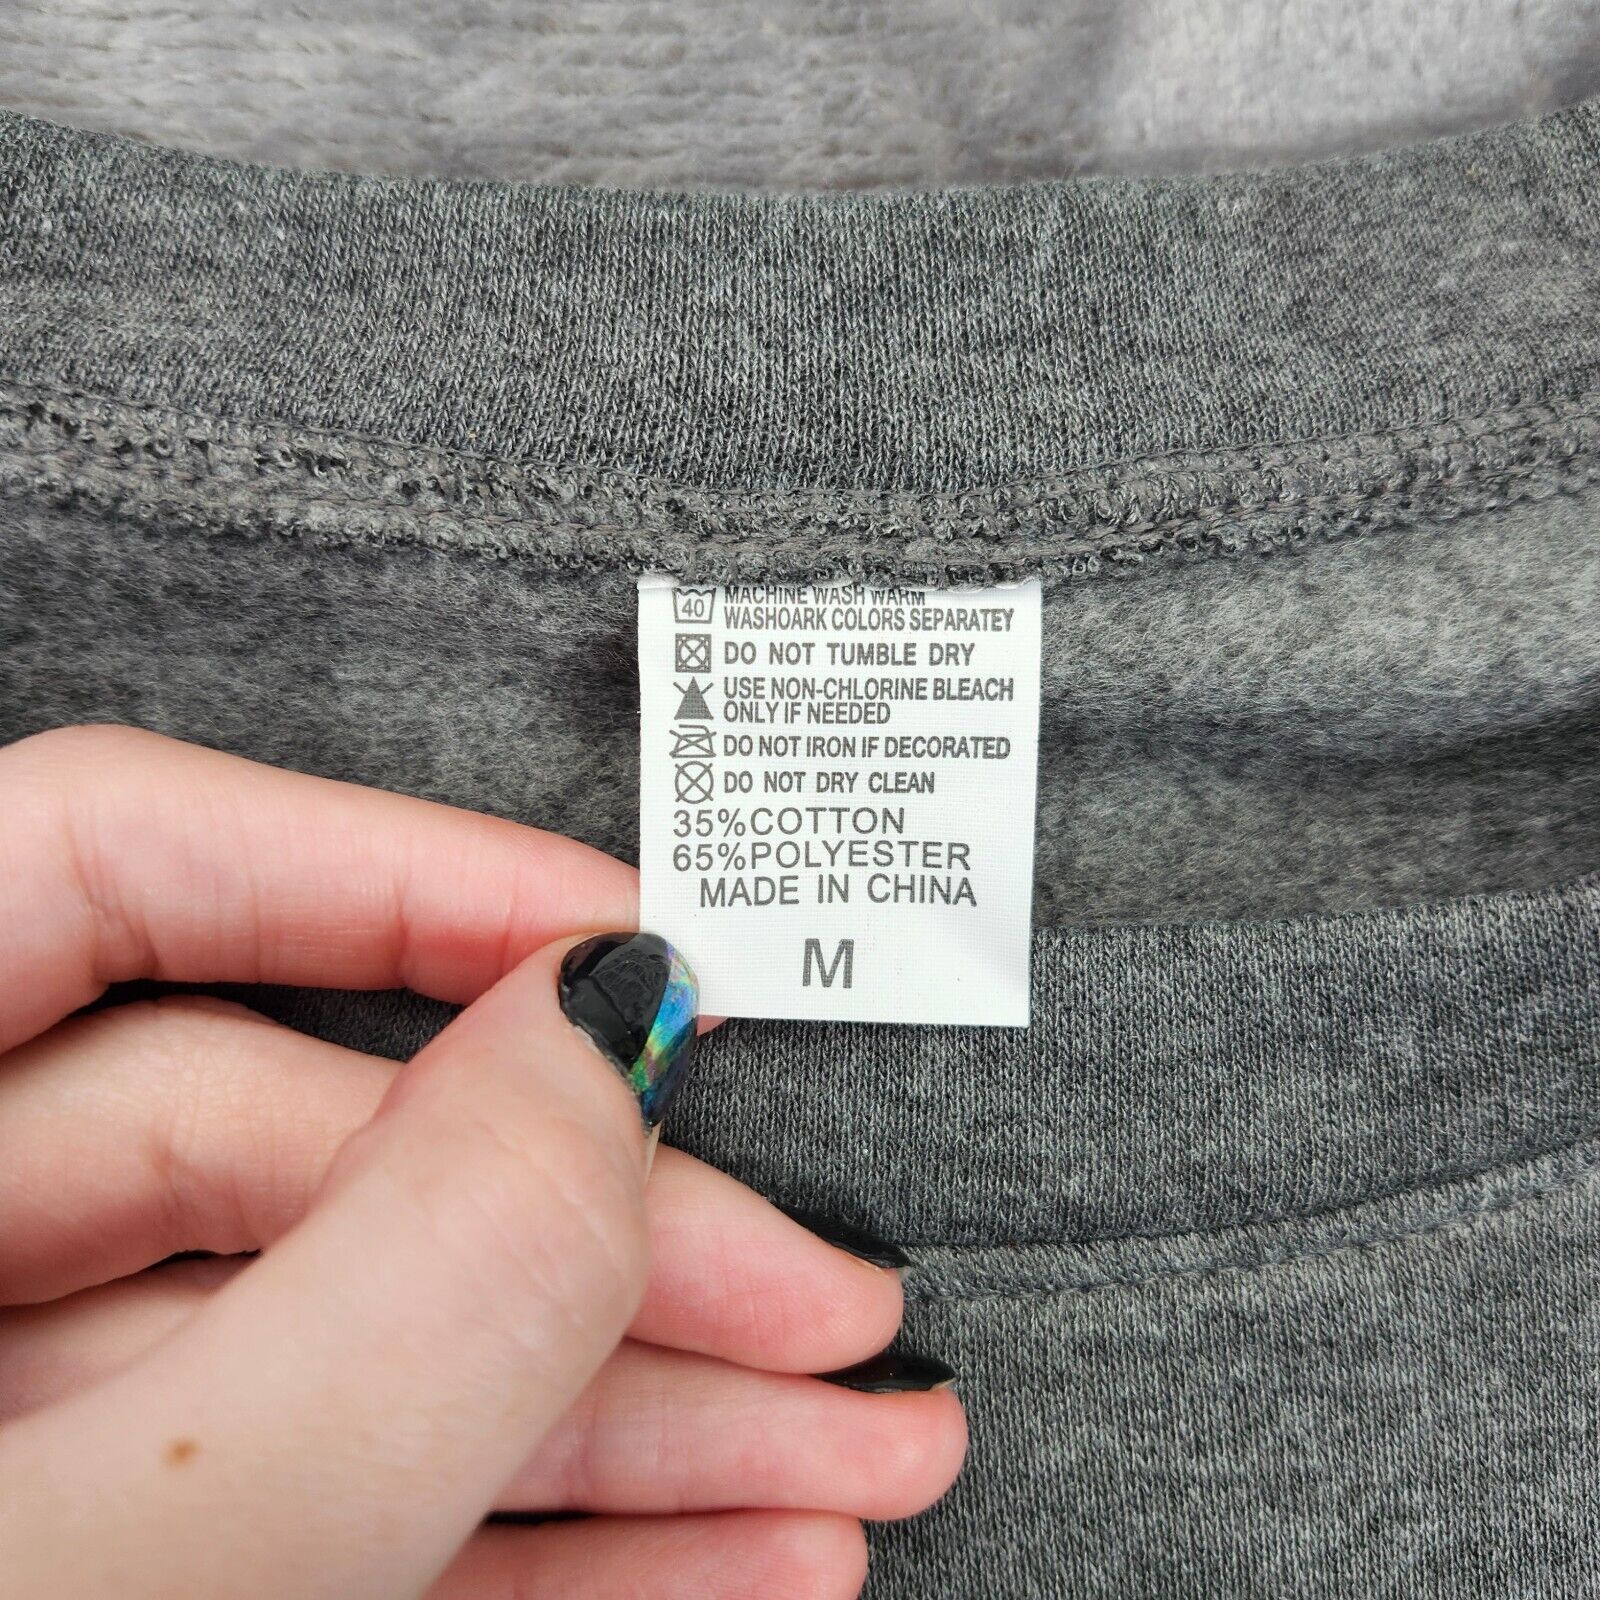 40 MACHINE WASH WARM
WASHOARK COLORS SEPARATEY
DO NOT TUMBLE DRY
USE NON-CHLORINE BLEACH
ONLY IF NEEDED
DO NOT IRON IF DECORATED
DO NOT DRY CLEAN
35%COTTON
65%POLYESTER
MADE IN CHINA
M